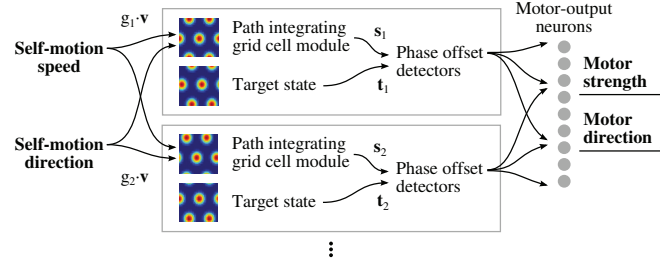 Self-motion
speed
Self-motion
direction
g1·v
g2·v
Path integrating
grid cell module
s1
Target state
t1
Phase offset
detectors
Path integrating
grid cell module
s2
Target state
t2
Phase offset
detectors
Motor-output
neurons
Motor
strength
Motor
direction